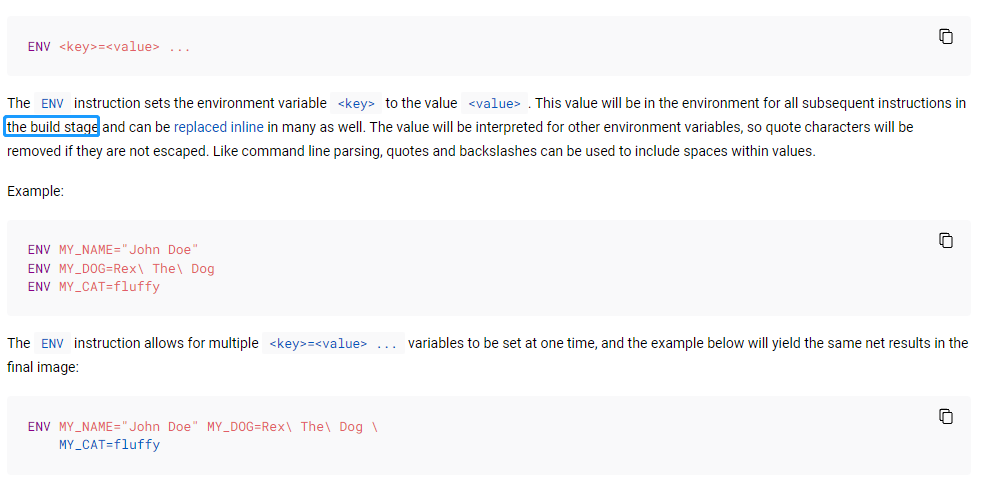 ENV <key>=<value> ...
The ENV instruction sets the environment variable <key> to the value <value> . This value will be in the environment for all subsequent instructions in
the build stage and can be replaced inline in many as well. The value will be interpreted for other environment variables, so quote characters will be
removed if they are not escaped. Like command line parsing, quotes and backslashes can be used to include spaces within values.
Example:
ENV MY_NAME="John Doe"
ENV MY_DOG=Rex\ The\ Dog
ENV MY_CAT=fluffy
The ENV instruction allows for multiple <key>=<value> ... variables to be set at one time, and the example below will yield the same net results in the
final image:
ENV MY_NAME="John Doe" MY_DOG=Rex\ The\ Dog \
MY_CAT=fluffy